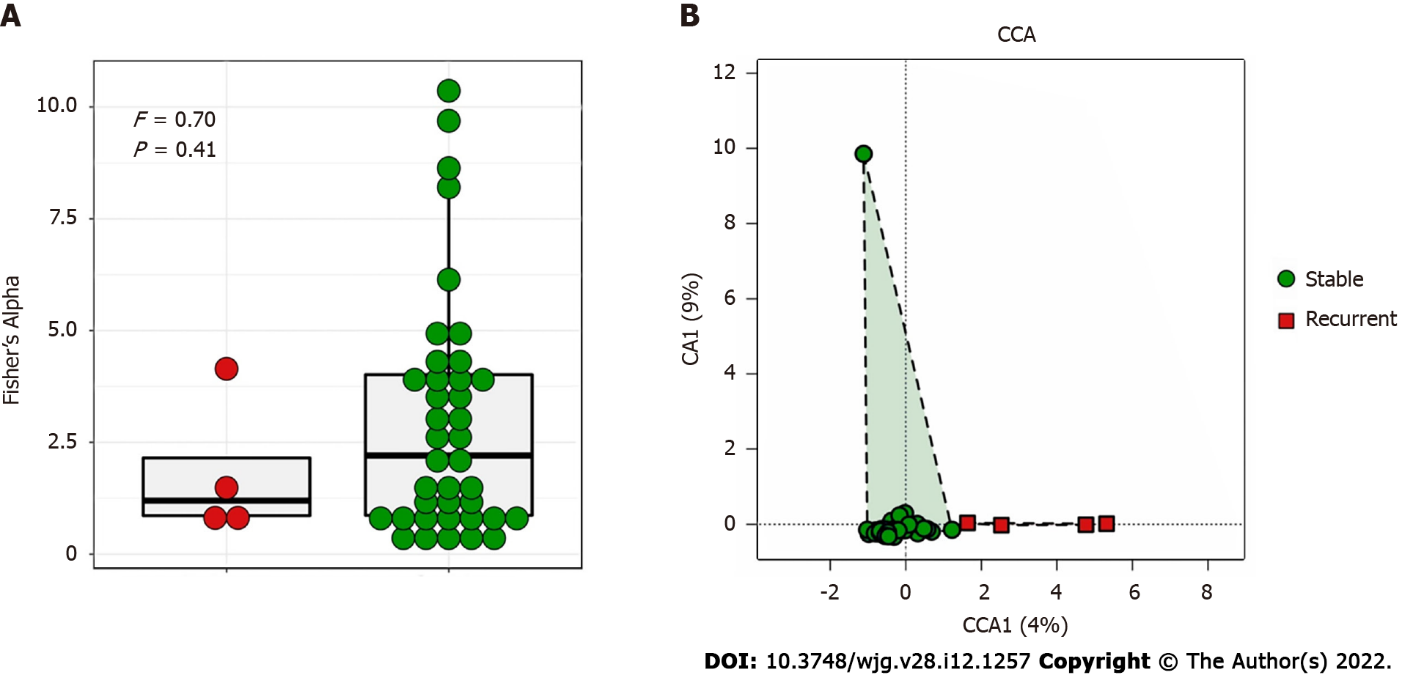 A
F = 0.70
P = 0.41
10.0
7.5
5.0
2.5
0
Fisher's Alpha
B
CCA
12
10
8
6
4
2
0
CA1 (9%)
-2 0 2 4 6 8
CCA1 (4%)
Stable
Recurrent
DOI: 10.3748/wjg.v28.i12.1257 Copyright © The Author(s) 2022.